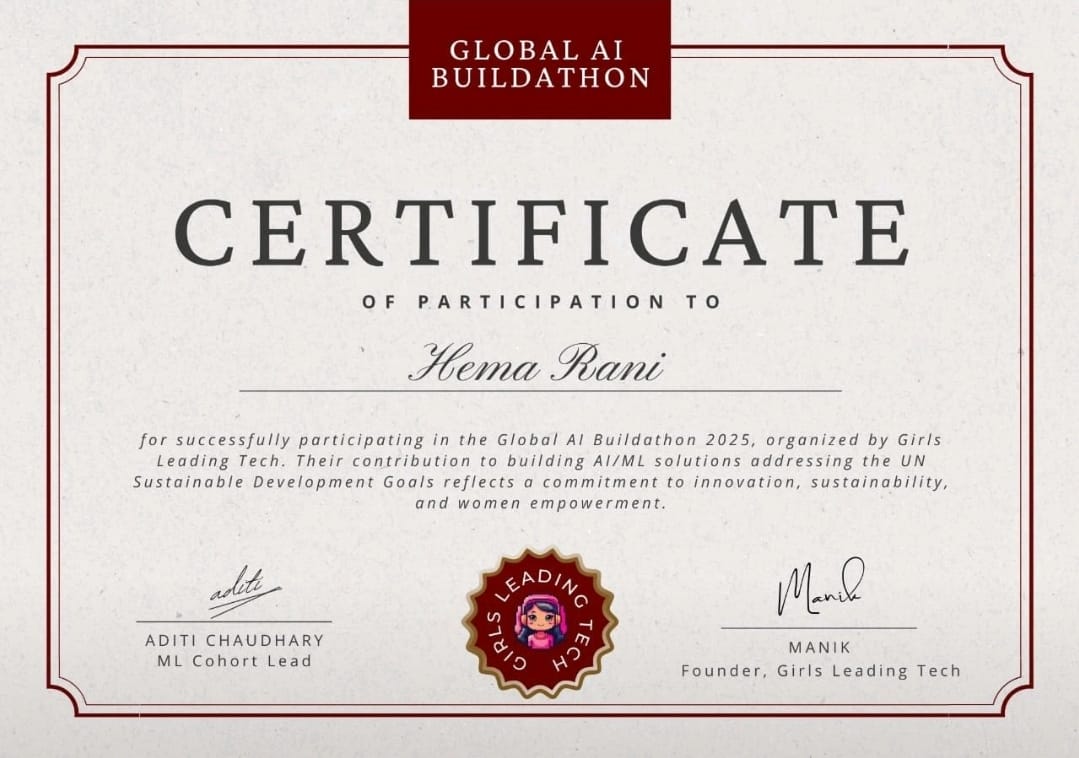 GLOBAL AI
BUILDATHON
CERTIFICATE
OF PARTICIPATION TO
Hema Rani
for successfully participating in the Global AI Buildathon 2025, organized by Girls
Leading Tech. Their contribution to building AI/ML solutions addressing the UN
Sustainable Development Goals reflects a commitment to innovation, sustainability,
and women empowerment.
aditi
ADITI CHAUDHARY
ML Cohort Lead
GIRLS LEADING TECH
Manik
MANIK
Founder, Girls Leading Tech